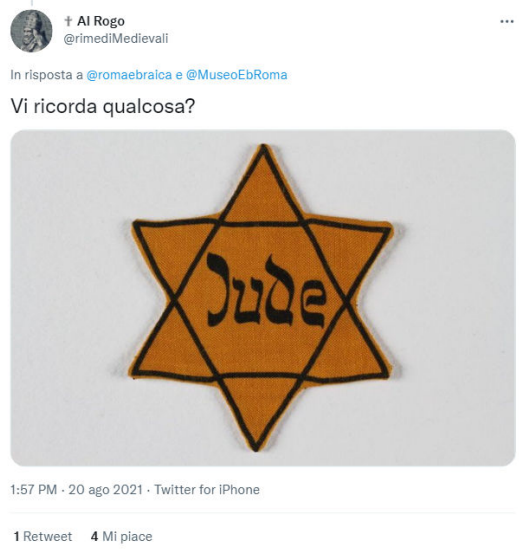 ✝ Al Rogo
@rimediMedievali
In risposta a @romaebraica e @MuseoEbRoma
Vi ricorda qualcosa?
Jude
1:57 PM · 20 ago 2021 · Twitter for iPhone
1 Retweet 4 Mi piace